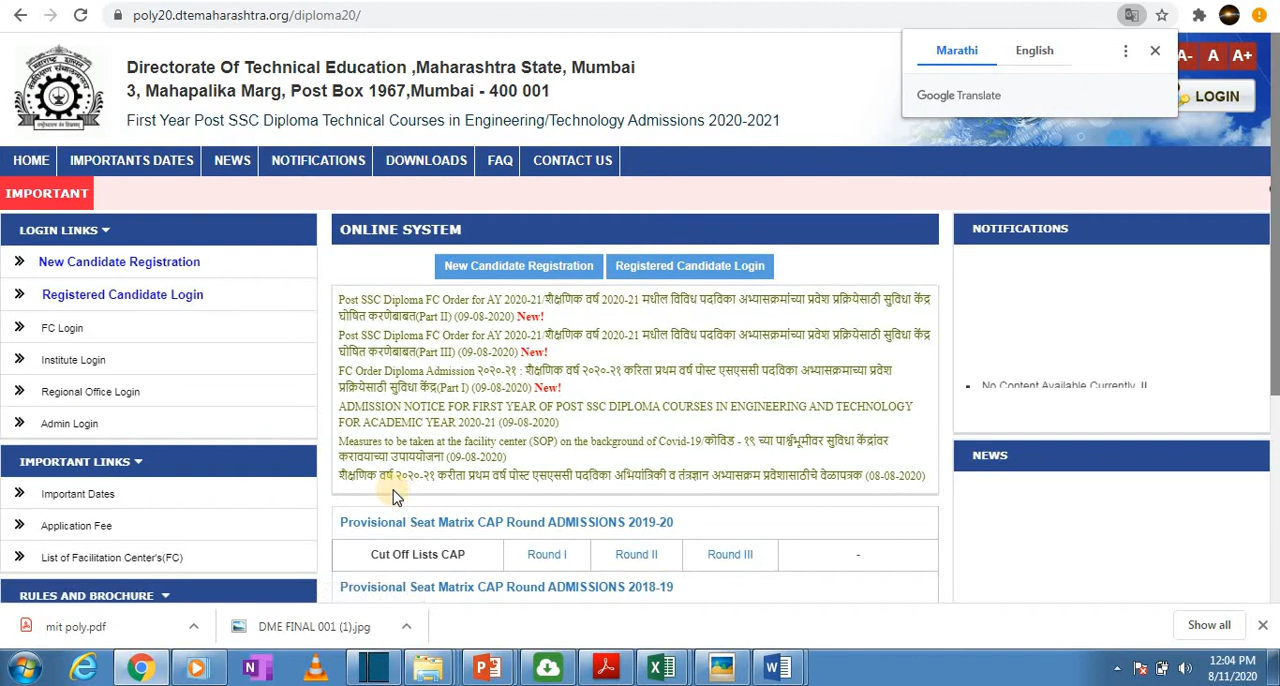 poly20.dtemaharashtra.org/diploma20/
Marathi English
Google Translate
Directorate Of Technical Education ,Maharashtra State, Mumbai
3, Mahapalika Marg, Post Box 1967,Mumbai - 400 001
First Year Post SSC Diploma Technical Courses in Engineering/Technology Admissions 2020-2021
A- A A+
LOGIN
HOME IMPORTANTS DATES NEWS NOTIFICATIONS DOWNLOADS FAQ CONTACT US
IMPORTANT
LOGIN LINKS
New Candidate Registration
Registered Candidate Login
FC Login
Institute Login
Regional Office Login
Admin Login
IMPORTANT LINKS
Important Dates
Application Fee
List of Facilitation Center's(FC)
RULES AND BROCHURE
ONLINE SYSTEM
New Candidate Registration Registered Candidate Login
Post SSC Diploma FC Order for AY 2020-21/शैक्षणिक वर्ष 2020-21 मधील विविध पदविका अभ्यासक्रमांच्या प्रवेश प्रक्रियेसाठी सुविधा केंद्र
घोषित करणेबाबत(Part II) (09-08-2020) New!
Post SSC Diploma FC Order for AY 2020-21/शैक्षणिक वर्ष 2020-21 मधील विविध पदविका अभ्यासक्रमांच्या प्रवेश प्रक्रियेसाठी सुविधा केंद्र
घोषित करणेबाबत(Part III) (09-08-2020) New!
FC Order Diploma Admission २०२०-२१ : शैक्षणिक वर्ष २०२०-२१ करिता प्रथम वर्ष पोस्ट एसएससी पदविका अभ्यासक्रमाच्या प्रवेश
प्रक्रियेसाठी सुविधा केंद्र(Part I) (09-08-2020) New!
ADMISSION NOTICE FOR FIRST YEAR OF POST SSC DIPLOMA COURSES IN ENGINEERING AND TECHNOLOGY
FOR ACADEMIC YEAR 2020-21 (09-08-2020)
Measures to be taken at the facility center (SOP) on the background of Covid-19/कोविड - १९ च्या पार्श्वभूमीवर सुविधा केंद्रांवर
करावयाच्या उपाययोजना (09-08-2020)
शैक्षणिक वर्ष २०२०-२१ करीता प्रथम वर्ष पोस्ट एसएससी पदविका अभियांत्रिकी व तंत्रज्ञान अभ्यासक्रम प्रवेशासाठीचे वेळापत्रक (08-08-2020)
Provisional Seat Matrix CAP Round ADMISSIONS 2019-20
Cut Off Lists CAP Round I Round II Round III -
Provisional Seat Matrix CAP Round ADMISSIONS 2018-19
NOTIFICATIONS
No Content Available Currently, !!
NEWS
mit poly.pdf
DME FINAL 001 (1).jpg
Show all
12:04 PM
8/11/2020